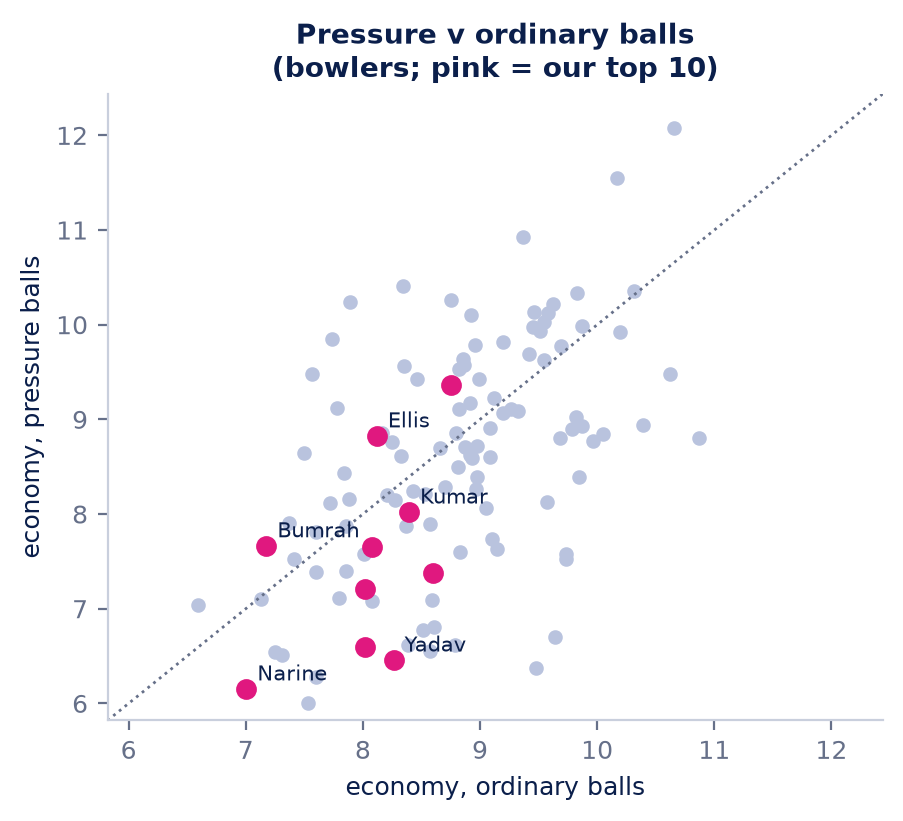 Pressure v ordinary balls
(bowlers; pink = our top 10)
economy, pressure balls
12
11
10
9
8
7
6
Ellis
Kumar
Bumrah
Yadav
Narine
6 7 8 9 10 11 12
economy, ordinary balls